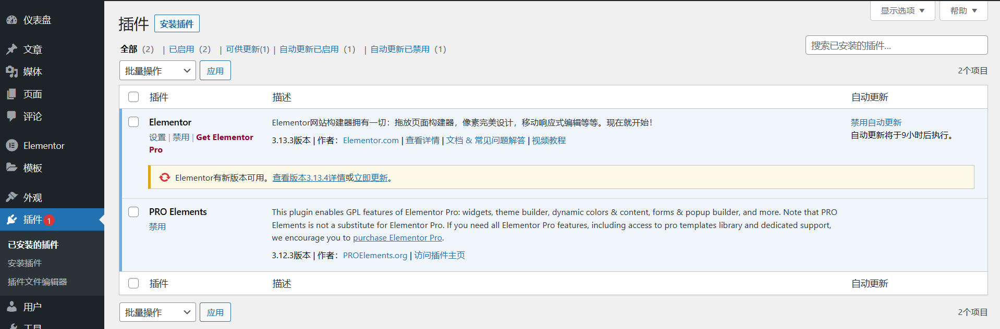 显示选项 ▼
帮助 ▼
仪表盘
文章
媒体
页面
评论
Elementor
模板
外观
插件 1
已安装的插件
安装插件
插件文件编辑器
用户
工具
插件 安装插件
全部 (2) | 已启用 (2) | 可供更新(1) | 自动更新已启用 (1) | 自动更新已禁用 (1)
搜索已安装的插件...
批量操作 应用
2个项目
插件 描述 自动更新
Elementor
设置 | 禁用 | Get Elementor
Pro
Elementor网站构建器拥有一切：拖放页面构建器，像素完美设计，移动响应式编辑等等。现在就开始！
3.13.3版本 | 作者：Elementor.com | 查看详情 | 文档 & 常见问题解答 | 视频教程
禁用自动更新
自动更新将于9小时后执行。
Elementor有新版本可用。查看版本3.13.4详情或立即更新。
PRO Elements
禁用
This plugin enables GPL features of Elementor Pro: widgets, theme builder, dynamic colors & content, forms & popup builder, and more. Note that PRO
Elements is not a substitute for Elementor Pro. If you need all Elementor Pro features, including access to pro templates library and dedicated support,
we encourage you to purchase Elementor Pro.
3.12.3版本 | 作者：PROElements.org | 访问插件主页
插件 描述 自动更新
批量操作 应用
2个项目